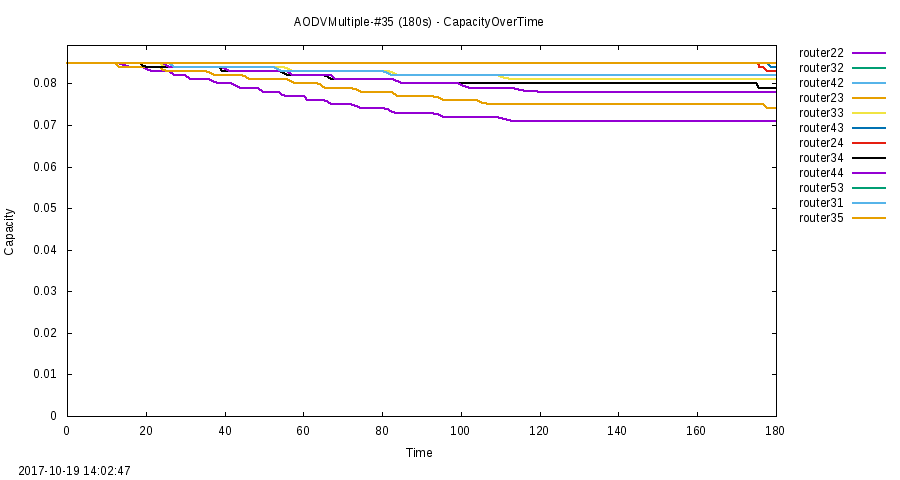 AODVMultiple-#35 (180s) - CapacityOverTime
router22
router32
router42
router23
router33
router43
router24
router34
router44
router53
router31
router35
0.08
0.07
0.06
0.05
0.04
0.03
0.02
0.01
0
Capacity
0 20 40 60 80 100 120 140 160 180
Time
2017-10-19 14:02:47